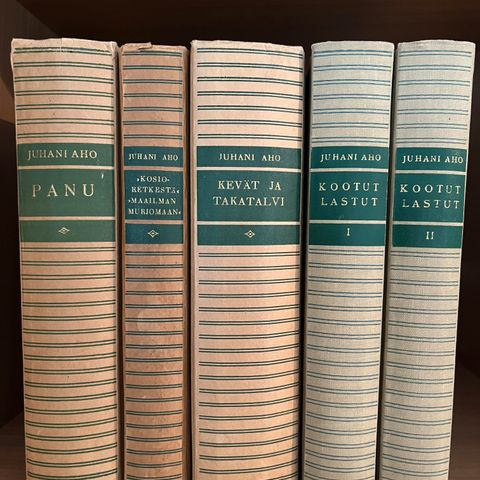 JUHANI AHO
PANU
JUHANI AHO
›KOSIO-
RETKESTÄ‹
›MAAILMAN
MURJOMAAN‹
JUHANI AHO
KEVÄT JA
TAKATALVI
JUHANI AHO
KOOTUT
LASTUT
I
JUHANI AHO
KOOTUT
LASTUT
II